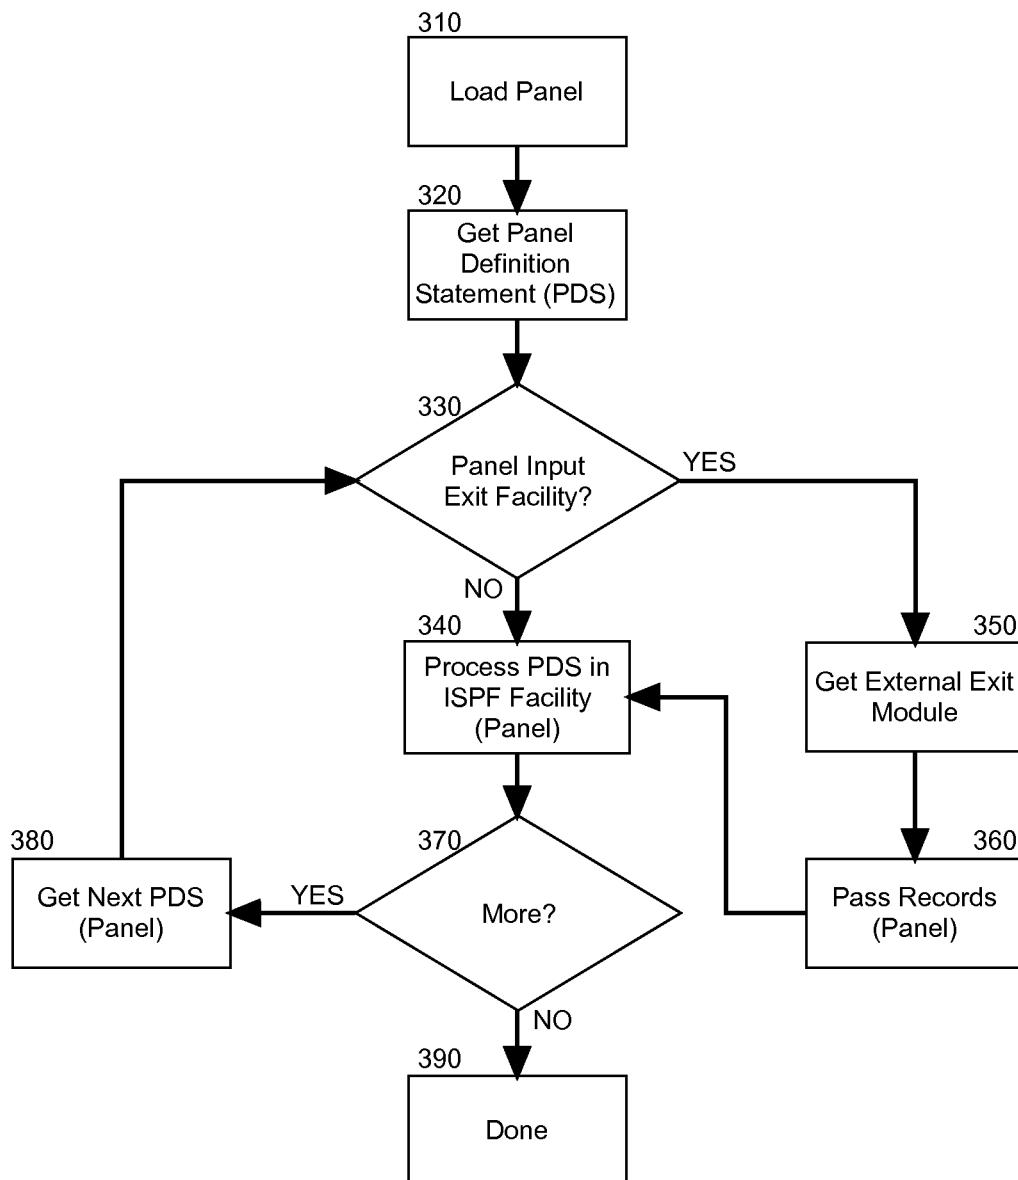 310
Load Panel
320
Get Panel
Definition
Statement (PDS)
330
Panel Input
Exit Facility?
YES
NO
340
Process PDS in
ISPF Facility
(Panel)
350
Get External Exit
Module
360
Pass Records
(Panel)
370
More?
YES
380
Get Next PDS
(Panel)
NO
390
Done